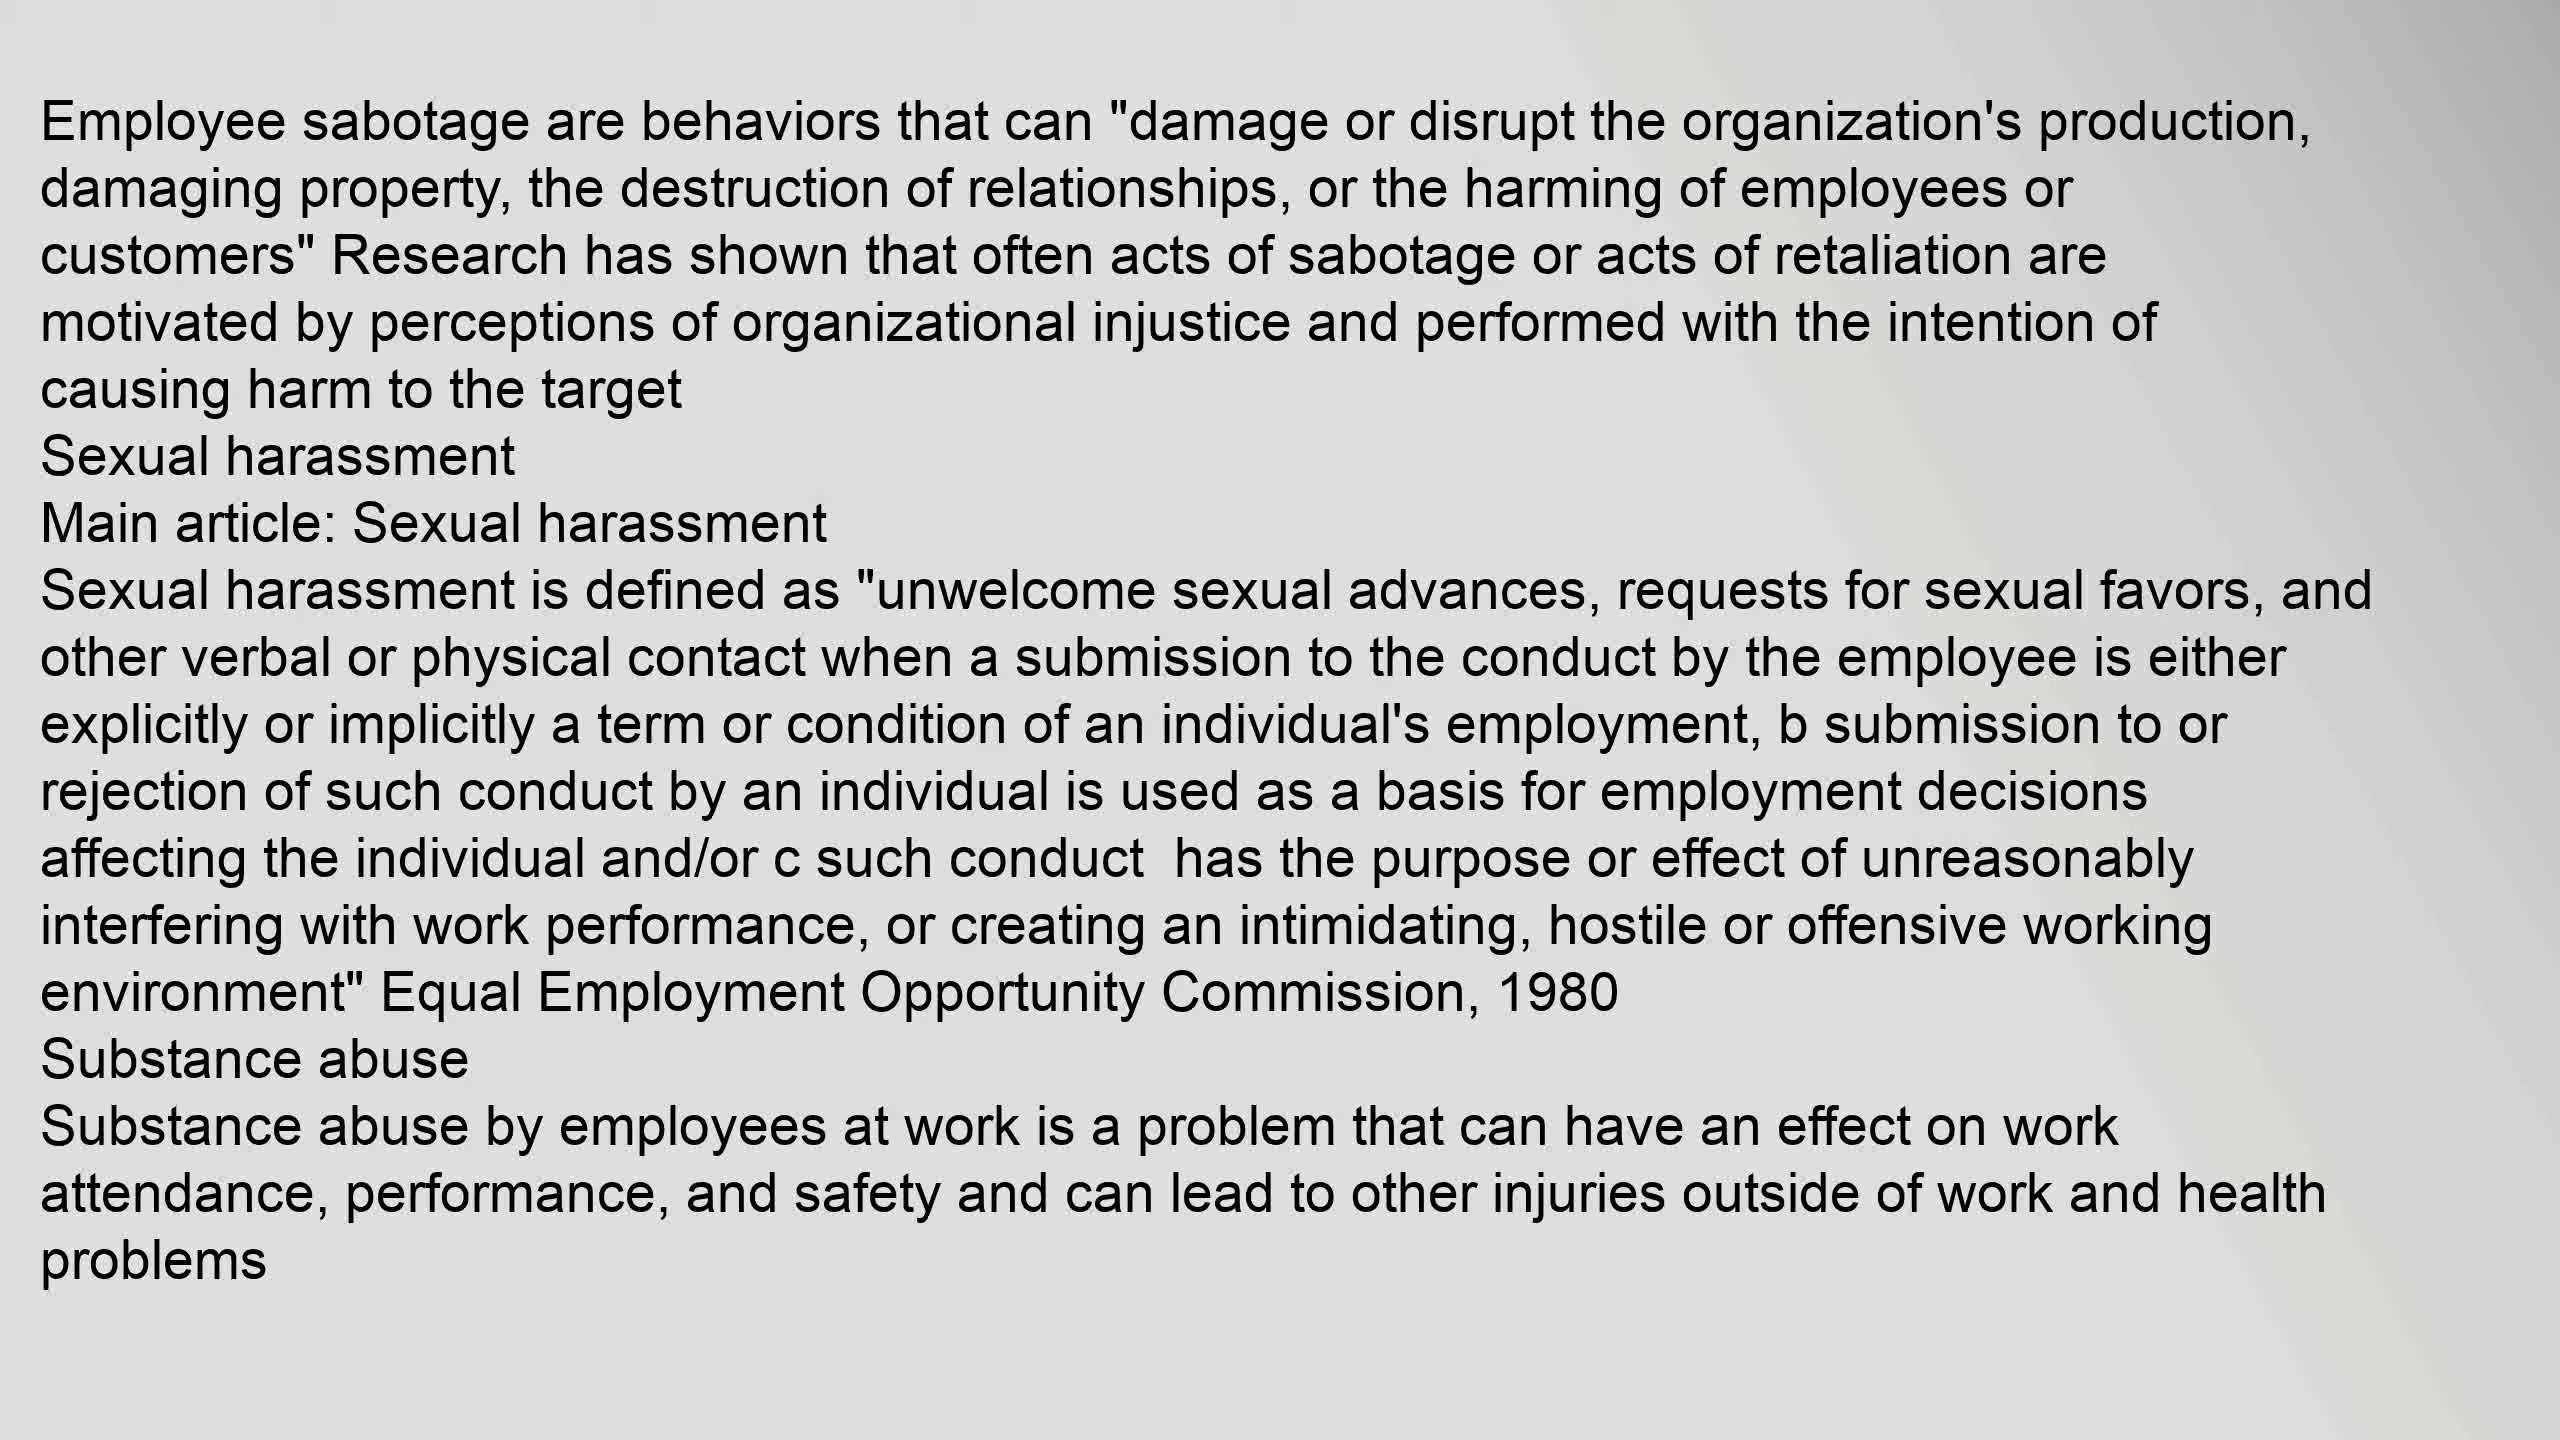 Employee sabotage are behaviors that can "damage or disrupt the organization's production,
damaging property, the destruction of relationships, or the harming of employees or
customers" Research has shown that often acts of sabotage or acts of retaliation are
motivated by perceptions of organizational injustice and performed with the intention of
causing harm to the target
Sexual harassment
Main article: Sexual harassment
Sexual harassment is defined as "unwelcome sexual advances, requests for sexual favors, and
other verbal or physical contact when a submission to the conduct by the employee is either
explicitly or implicitly a term or condition of an individual's employment, b submission to or
rejection of such conduct by an individual is used as a basis for employment decisions
affecting the individual and/or c such conduct  has the purpose or effect of unreasonably
interfering with work performance, or creating an intimidating, hostile or offensive working
environment" Equal Employment Opportunity Commission, 1980
Substance abuse
Substance abuse by employees at work is a problem that can have an effect on work
attendance, performance, and safety and can lead to other injuries outside of work and health
problems